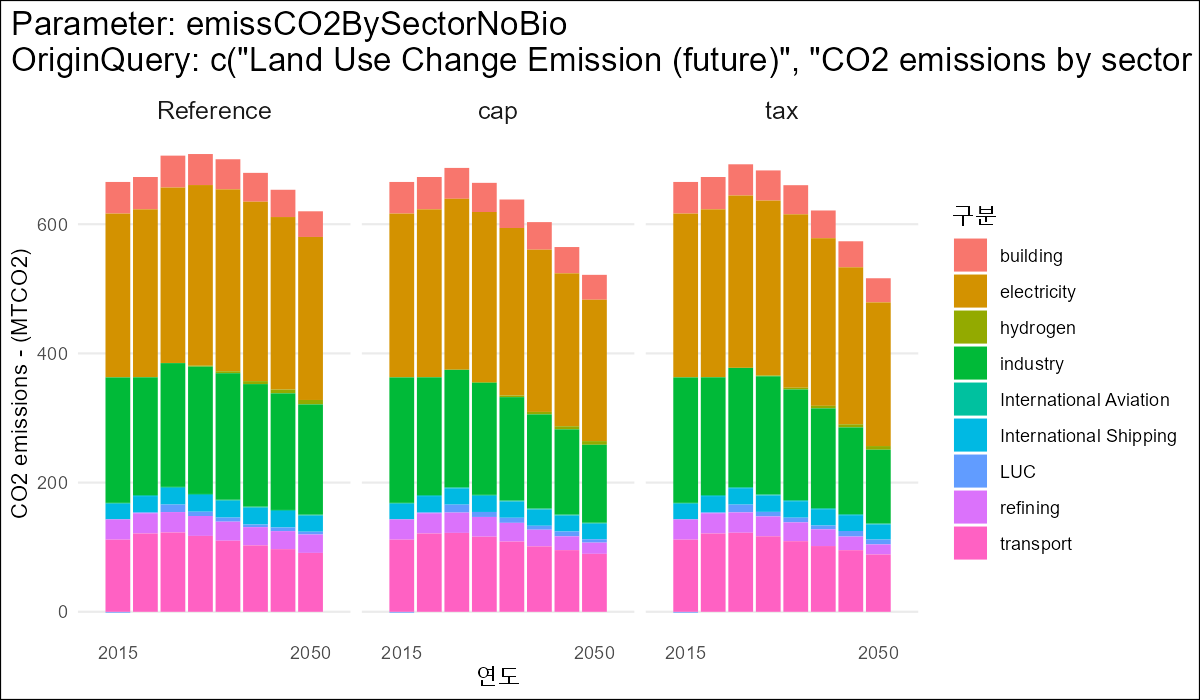 Parameter: emissCO2BySectorNoBio
OriginQuery: c("Land Use Change Emission (future)", "CO2 emissions by sector
Reference
cap
tax
CO2 emissions - (MTCO2)
600
400
200
0
2015
2050
2015
2050
2015
2050
연도
구분
building
electricity
hydrogen
industry
International Aviation
International Shipping
LUC
refining
transport